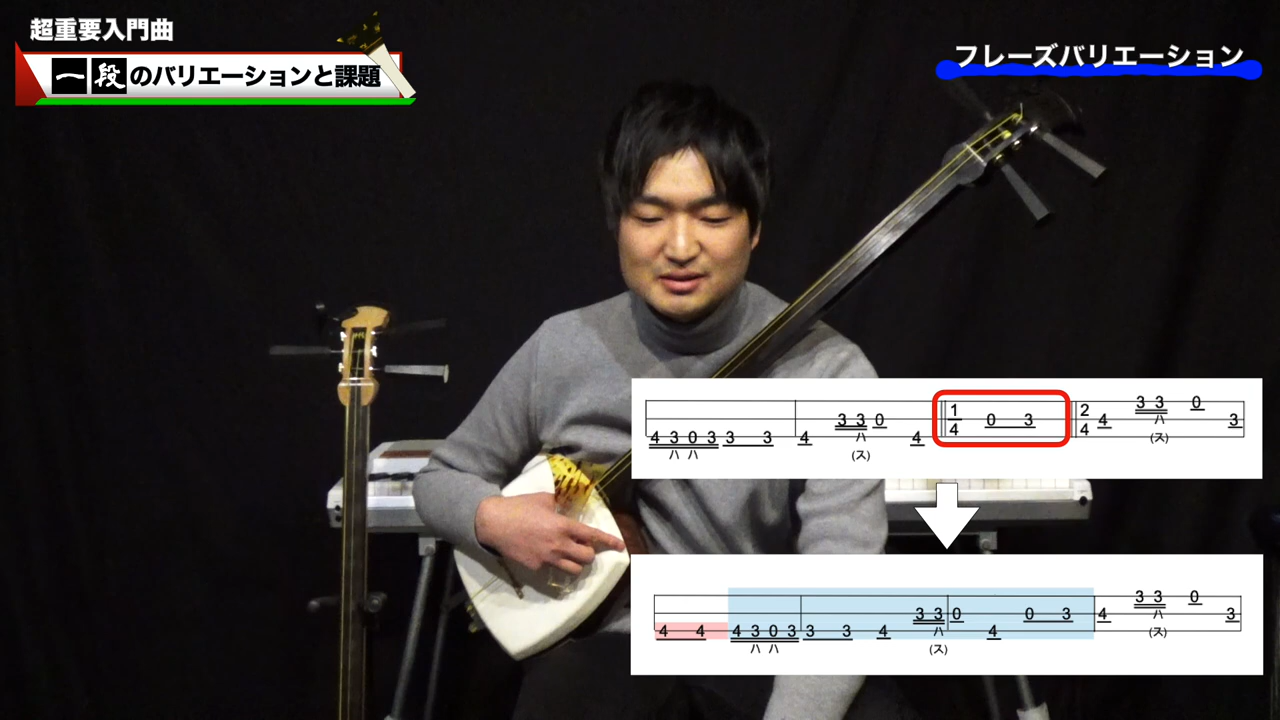 超重要入門曲
一段のバリエーションと課題
フレーズバリエーション
3 3 0
1 2
3 3 0 0 3 4 ハ 3
4 3 0 3 3 3 4 ハ 4 4 4 (ス)
ハ ハ (ス)
3 3 0
3 3 0 0 3 4 ハ 3
4 4 4 3 0 3 3 3 4 ハ 4 (ス)
ハ ハ (ス)